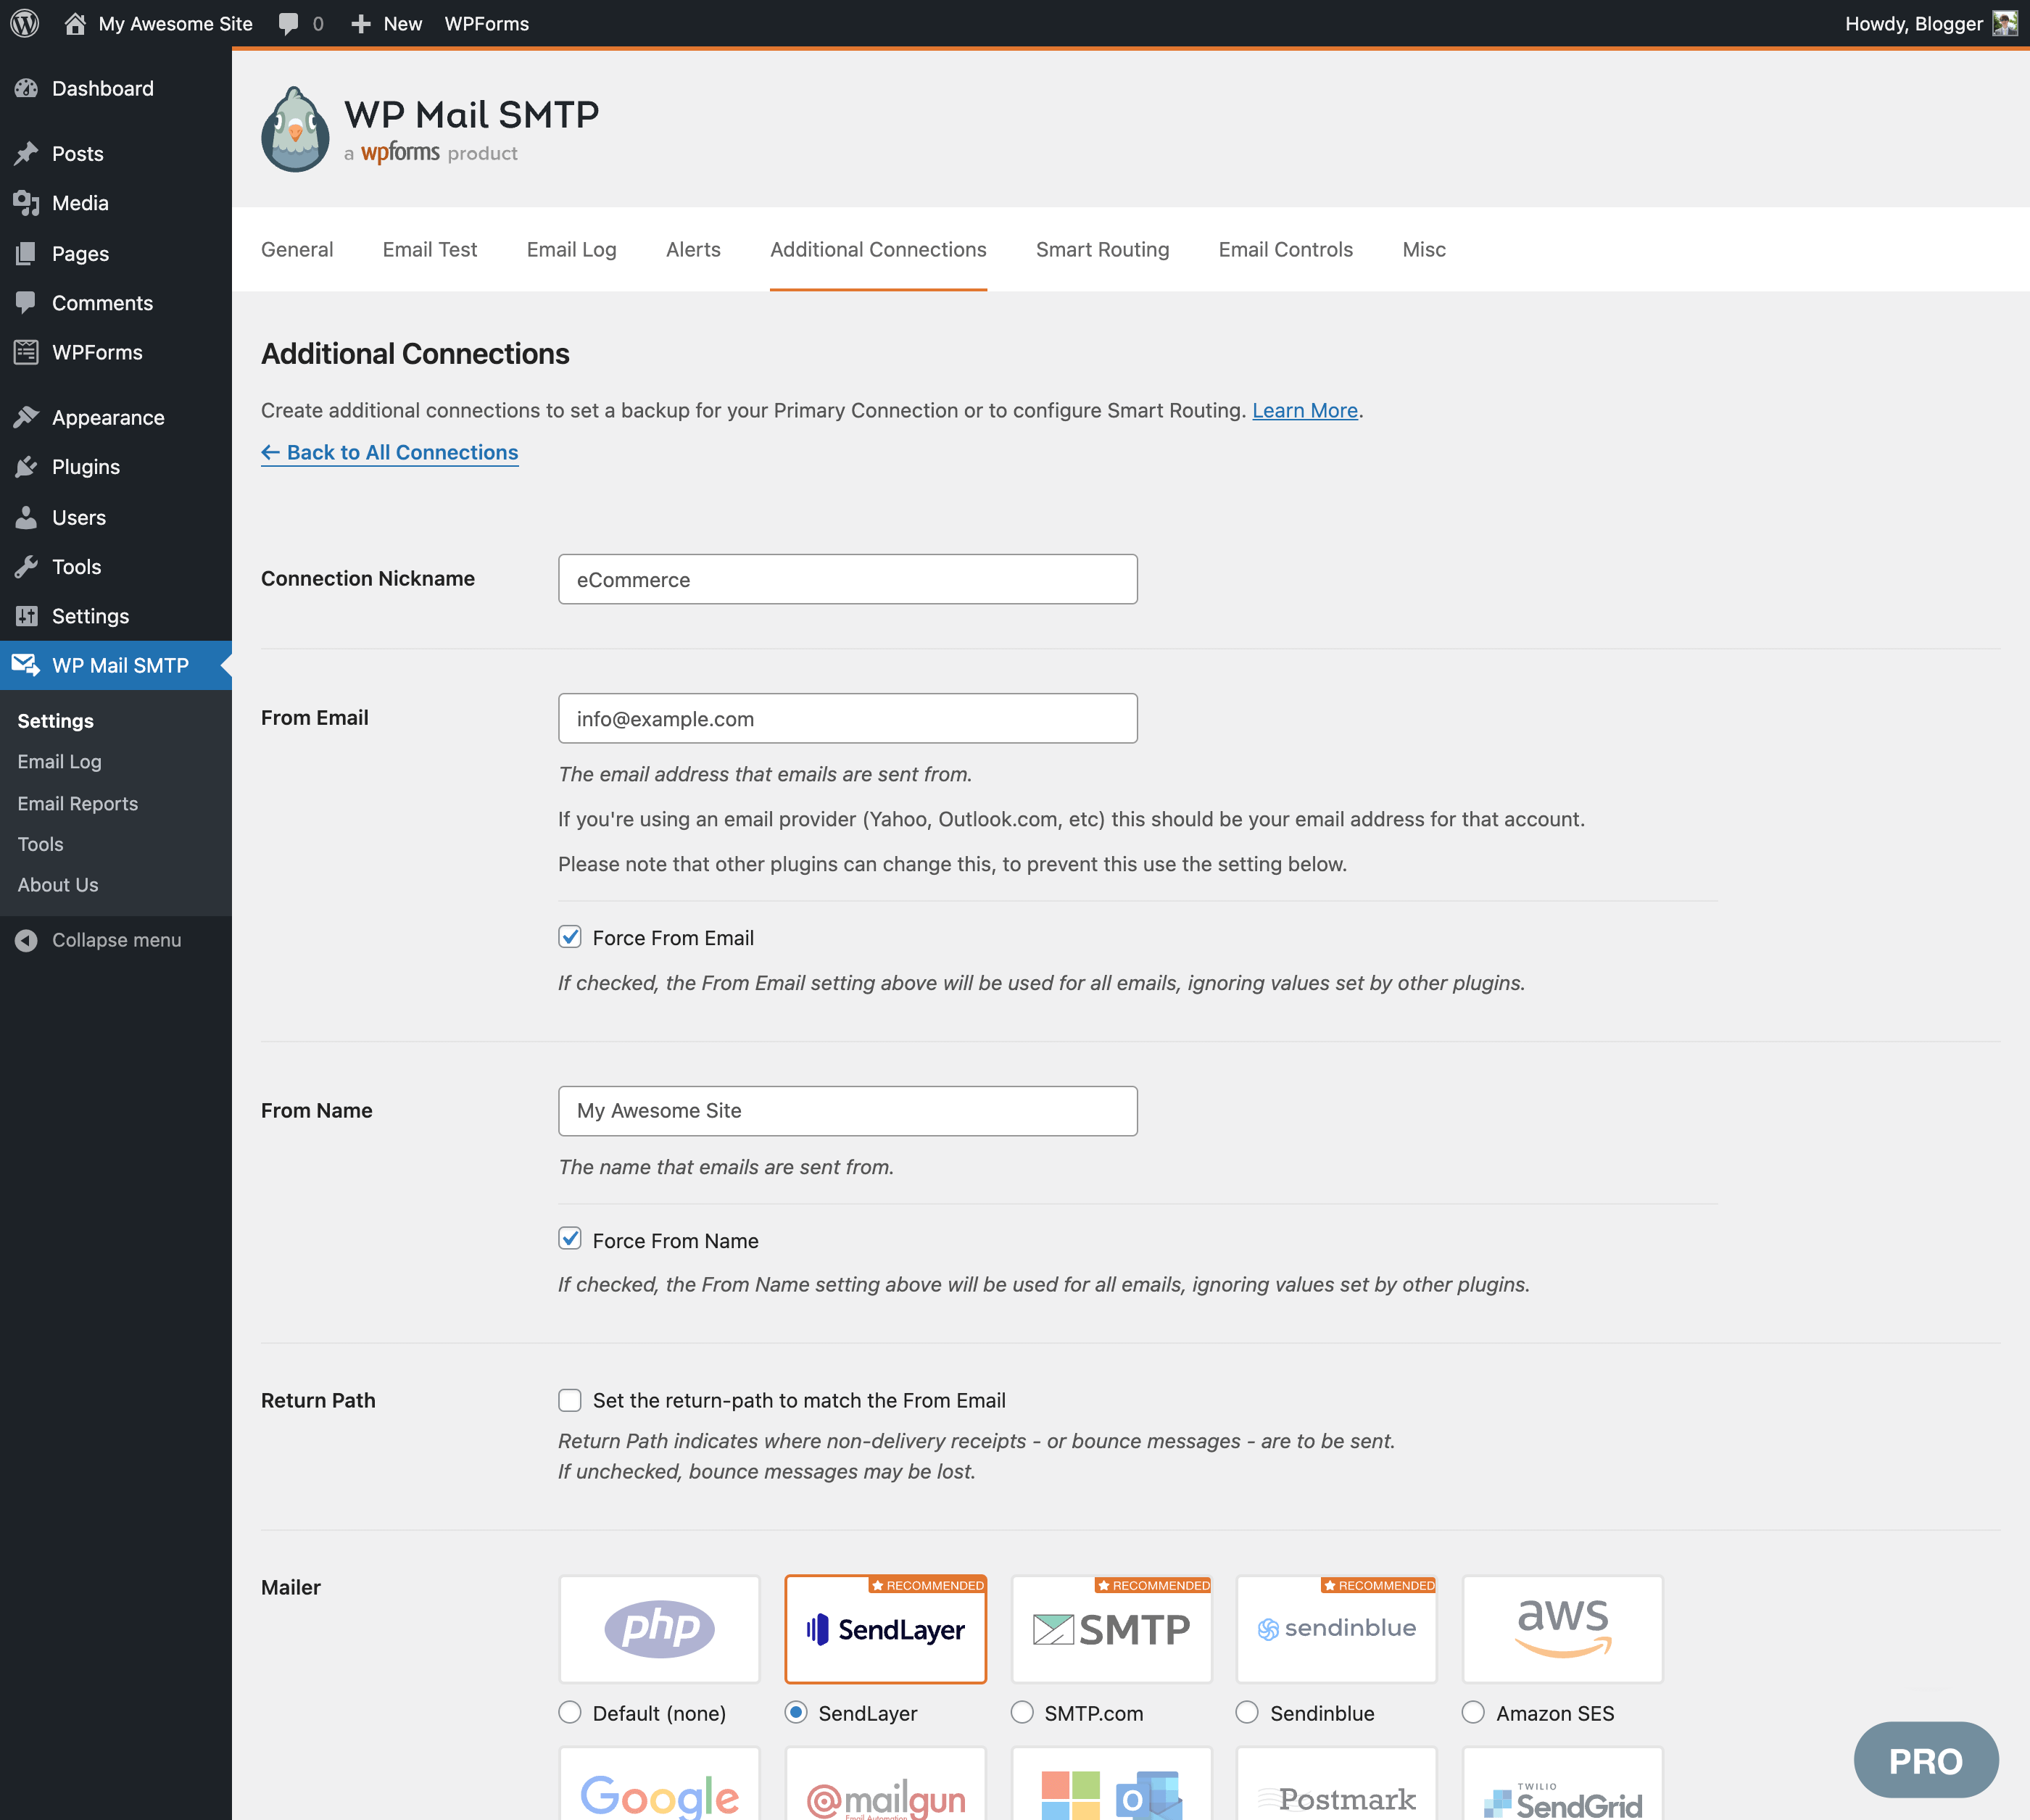 My Awesome Site 0 New WPForms Howdy, Blogger
Dashboard
Posts
Media
Pages
Comments
WPForms
Appearance
Plugins
Users
Tools
Settings
WP Mail SMTP
Settings
Email Log
Email Reports
Tools
About Us
Collapse menu
WP Mail SMTP
a wpforms product
General Email Test Email Log Alerts Additional Connections Smart Routing Email Controls Misc
Additional Connections
Create additional connections to set a backup for your Primary Connection or to configure Smart Routing. Learn More.
← Back to All Connections
Connection Nickname eCommerce
From Email info@example.com
The email address that emails are sent from.
If you're using an email provider (Yahoo, Outlook.com, etc) this should be your email address for that account.
Please note that other plugins can change this, to prevent this use the setting below.
Force From Email
If checked, the From Email setting above will be used for all emails, ignoring values set by other plugins.
From Name My Awesome Site
The name that emails are sent from.
Force From Name
If checked, the From Name setting above will be used for all emails, ignoring values set by other plugins.
Return Path Set the return-path to match the From Email
Return Path indicates where non-delivery receipts - or bounce messages - are to be sent.
If unchecked, bounce messages may be lost.
Mailer
RECOMMENDED RECOMMENDED RECOMMENDED
php SendLayer SMTP sendinblue aws
Default (none) SendLayer SMTP.com Sendinblue Amazon SES
Google @mailgun O Postmark TWILIO SendGrid
Email Automation
PRO